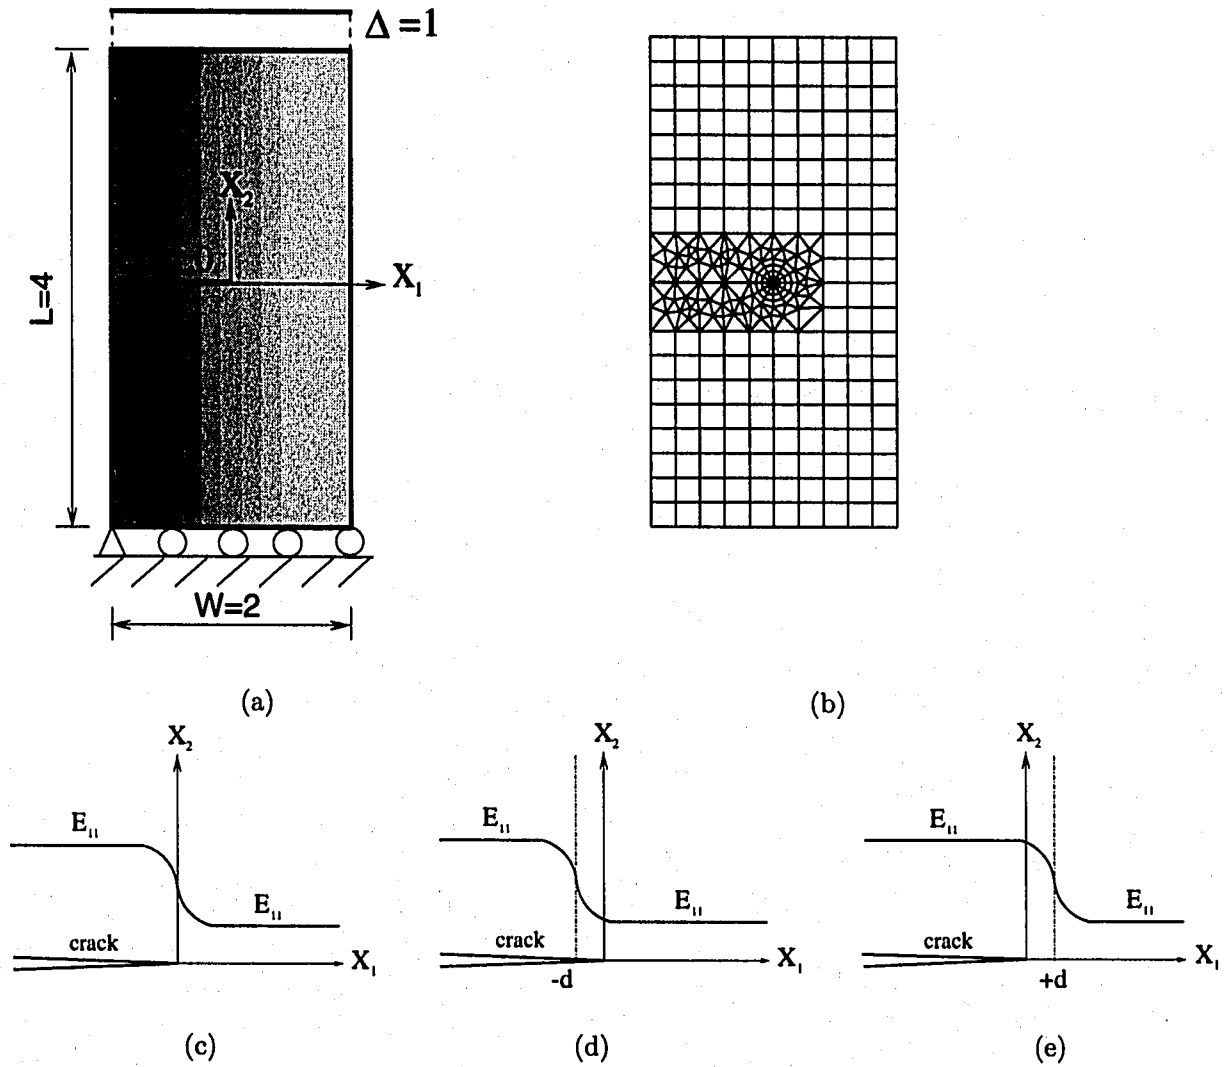 Δ =1
X₂
X₁
L=4
W=2
(a)
(b)
X₂
E₁₁
E₁₁
crack
X₁
(c)
X₂
E₁₁
E₁₁
crack
X₁
-d
(d)
X₂
E₁₁
E₁₁
crack
X₁
+d
(e)